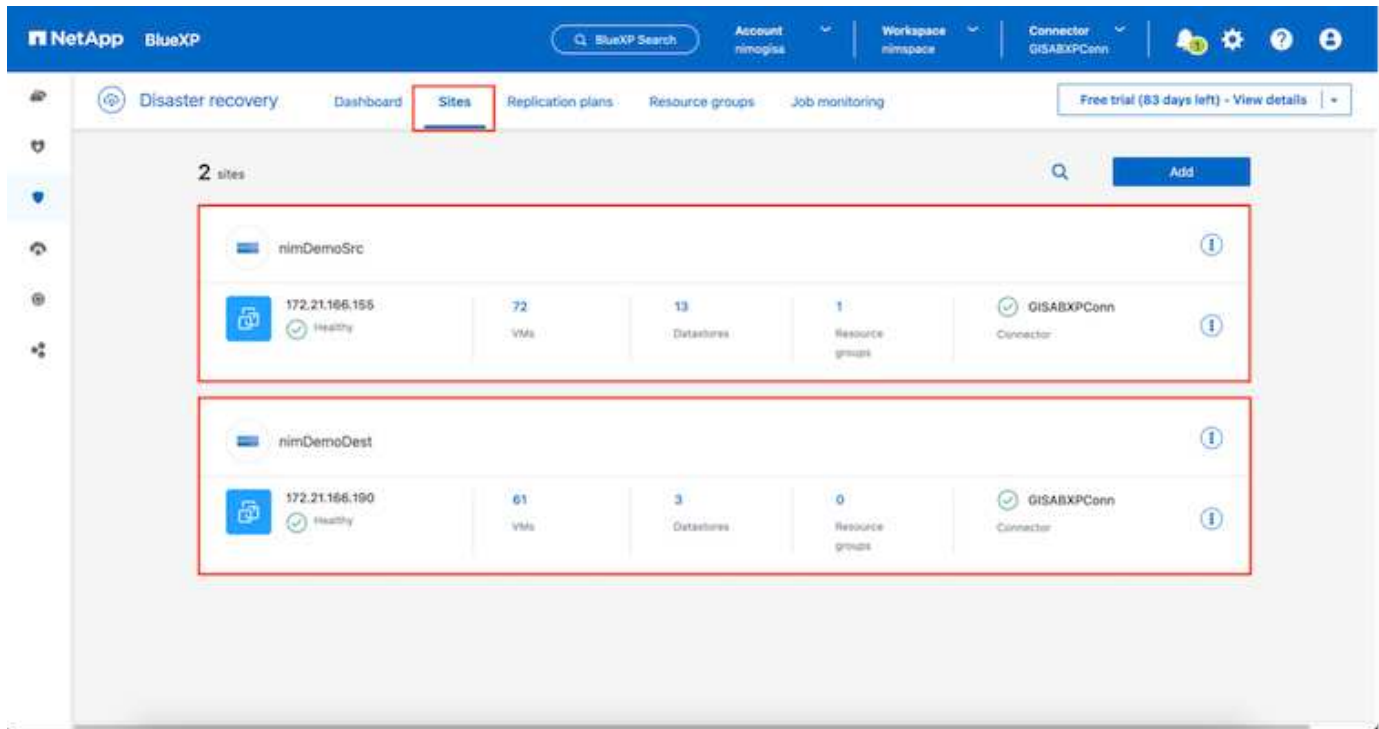 NetApp BlueXP
BlueXP Search
Account
nimogisa
Workspace
nimspace
Connector
GISABXPConn
1
Disaster recovery
Dashboard
Sites
Replication plans
Resource groups
Job monitoring
Free trial (83 days left) - View details
2 sites
Add
nimDemoSrc
172.21.166.155
Healthy
72
VMs
13
Datastores
1
Resource
groups
GISABXPConn
Connector
nimDemoDest
172.21.166.190
Healthy
61
VMs
3
Datastores
0
Resource
groups
GISABXPConn
Connector